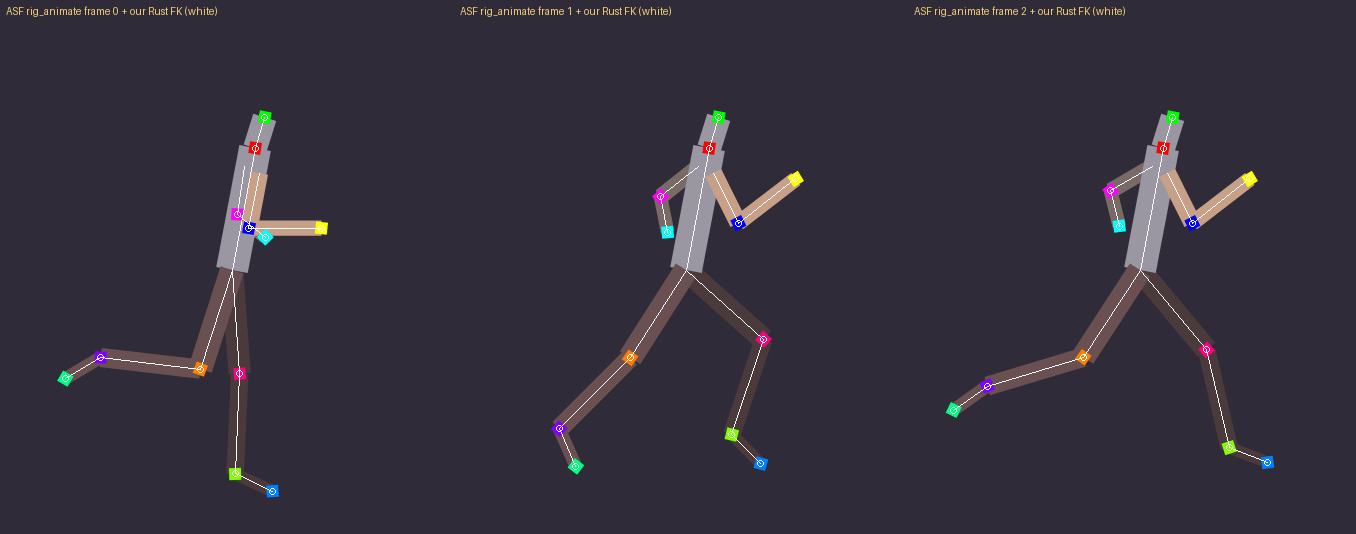 ASF rig_animate frame 0 + our Rust FK (white)
ASF rig_animate frame 1 + our Rust FK (white)
ASF rig_animate frame 2 + our Rust FK (white)